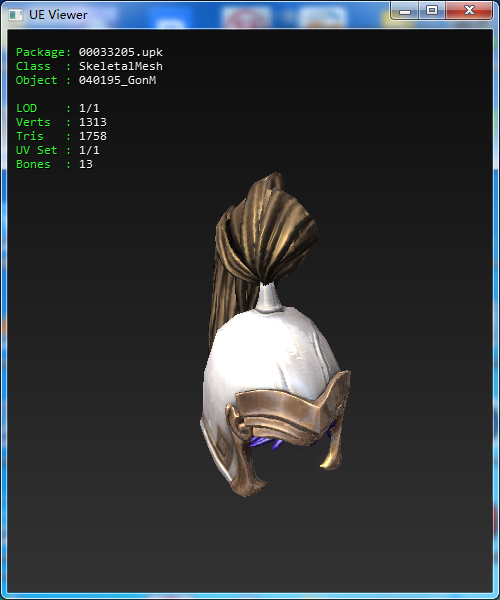 UE Viewer
Package: 00033205.upk
Class : SkeletalMesh
Object : 040195_GonM
LOD : 1/1
Verts : 1313
Tris : 1758
UV Set : 1/1
Bones : 13